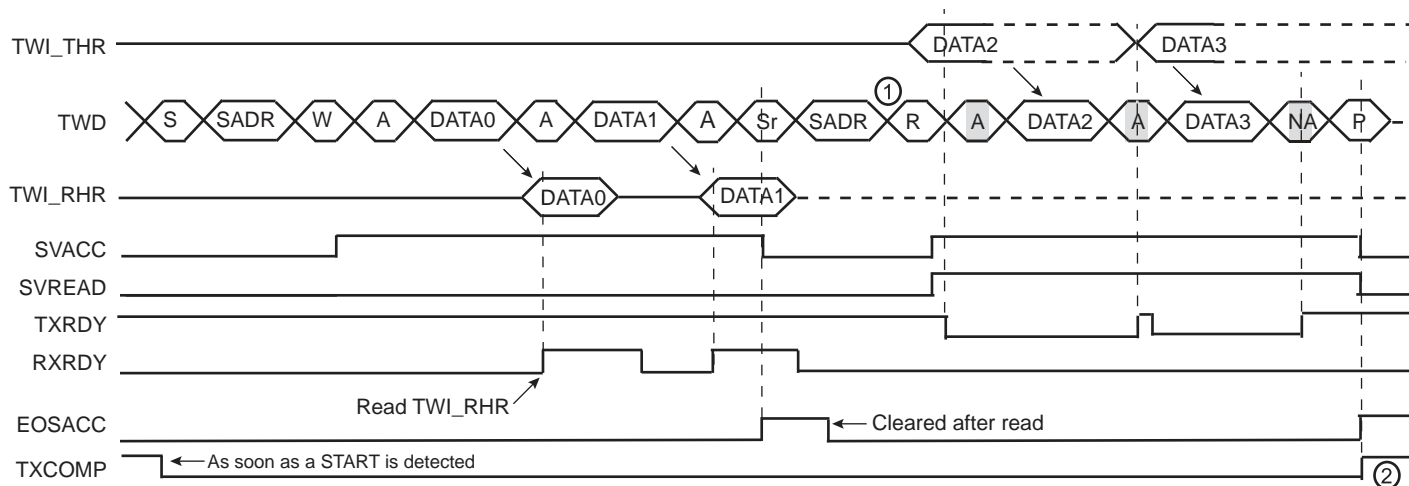 TWI_THR DATA2 DATA3
①
TWD S SADR W A DATA0 A DATA1 A Sr SADR R A DATA2 A DATA3 NA P
TWI_RHR DATA0 DATA1
SVACC
SVREAD
TXRDY
RXRDY
Read TWI_RHR
EOSACC Cleared after read
TXCOMP As soon as a START is detected ②